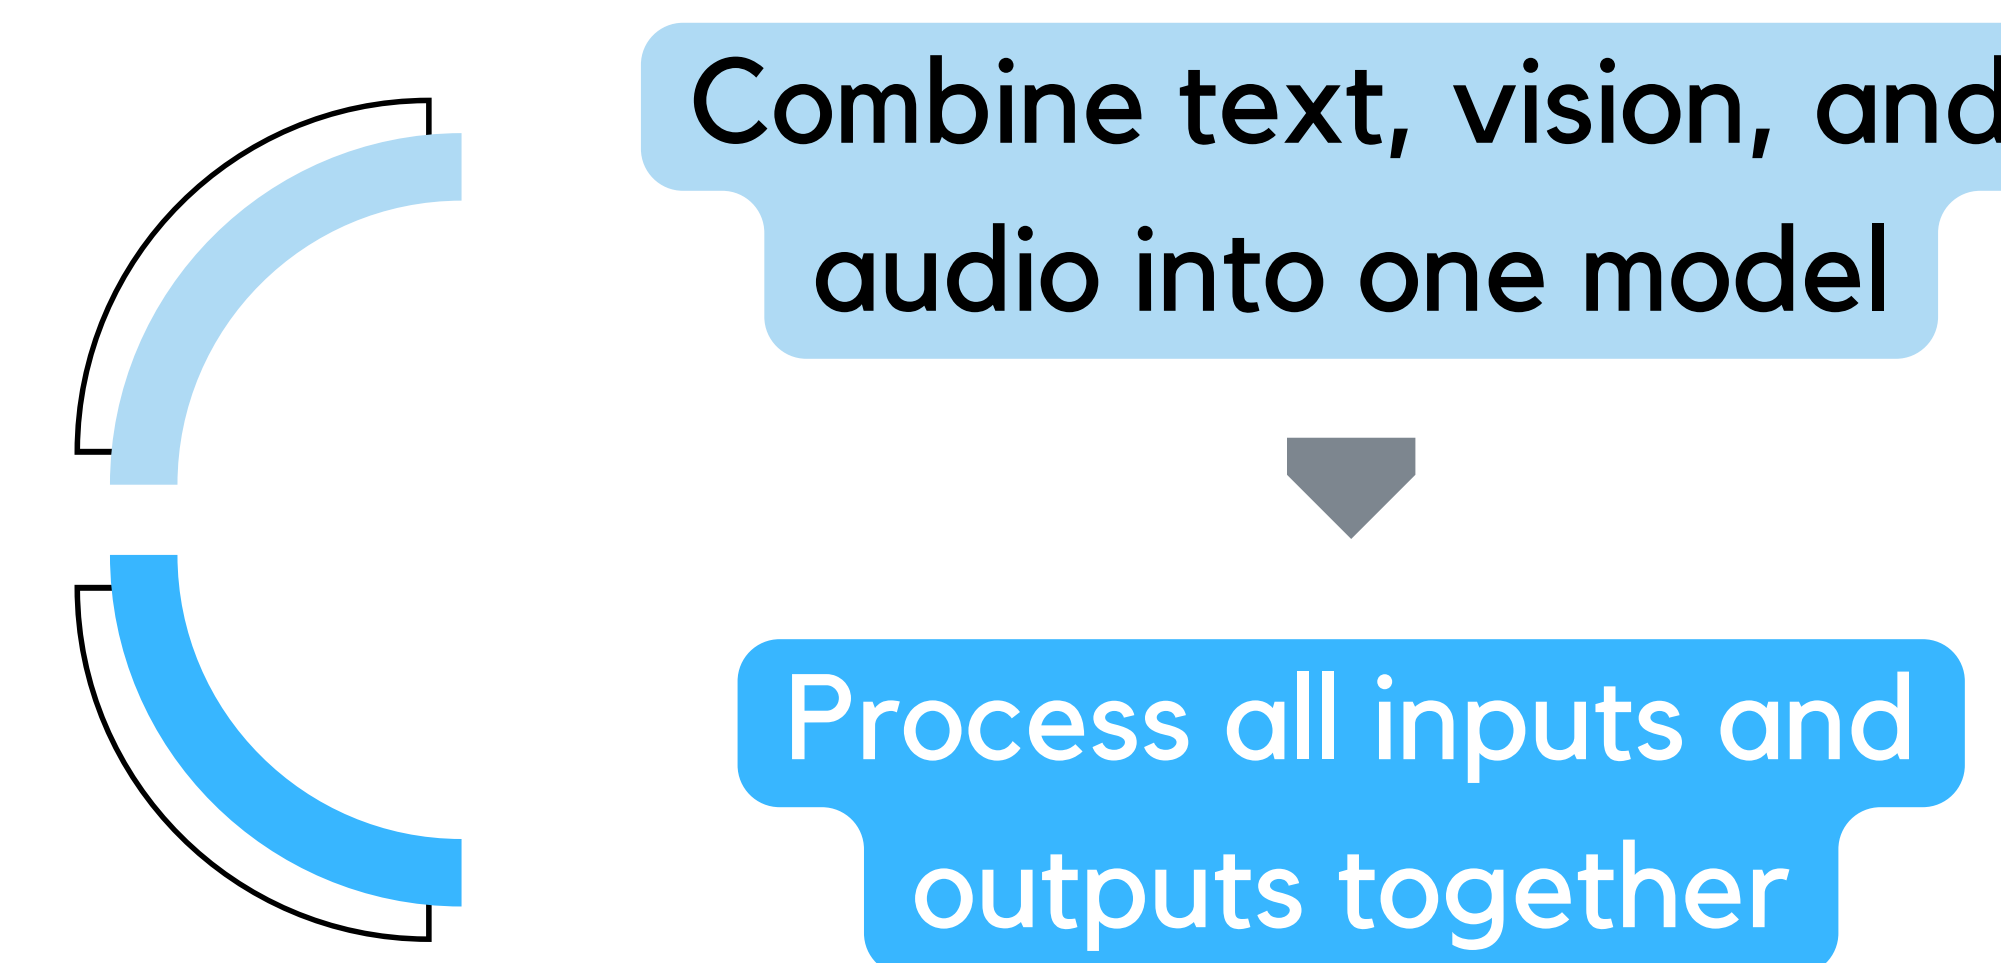 Combine text, vision, and
audio into one model
Process all inputs and
outputs together